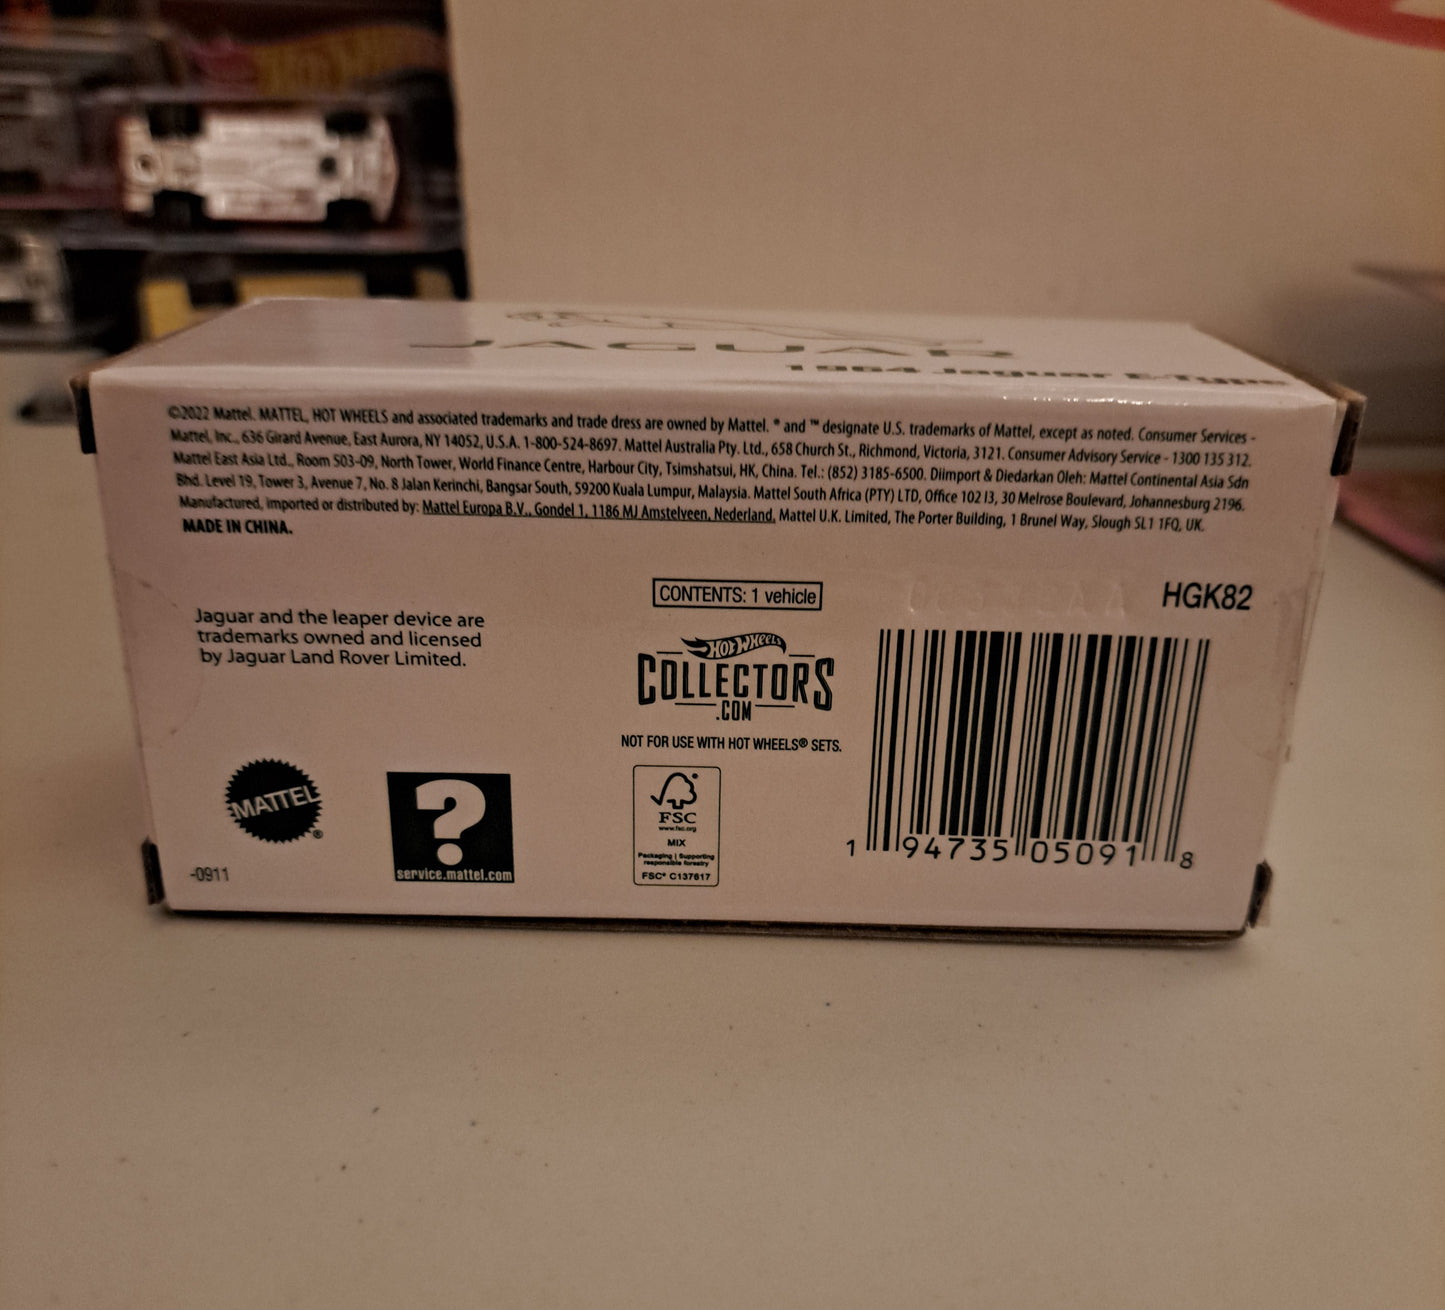 HOT WHEELS
JAGUAR
1964 Jaguar E-Type
©2022 Mattel. MATTEL, HOT WHEELS and associated trademarks and trade dress are owned by Mattel. ® and ™ designate U.S. trademarks of Mattel, except as noted. Consumer Services -
Mattel, Inc., 636 Girard Avenue, East Aurora, NY 14052, U.S.A. 1-800-524-8697. Mattel Australia Pty. Ltd., 658 Church St., Richmond, Victoria, 3121. Consumer Advisory Service - 1300 135 312.
Mattel East Asia Ltd., Room 503-09, North Tower, World Finance Centre, Harbour City, Tsimshatsui, HK, China. Tel.: (852) 3185-6500. Diimport & Diedarkan Oleh: Mattel Continental Asia Sdn
Bhd. Level 19, Tower 3, Avenue 7, No. 8 Jalan Kerinchi, Bangsar South, 59200 Kuala Lumpur, Malaysia. Mattel South Africa (PTY) LTD, Office 102 I3, 30 Melrose Boulevard, Johannesburg 2196.
Manufactured, imported or distributed by: Mattel Europa B.V., Gondel 1, 1186 MJ Amstelveen, Nederland. Mattel U.K. Limited, The Porter Building, 1 Brunel Way, Slough SL1 1FQ, UK.
MADE IN CHINA.
Jaguar and the leaper device are
trademarks owned and licensed
by Jaguar Land Rover Limited.
CONTENTS: 1 vehicle
HGK82
HOT WHEELS
COLLECTORS
.COM
NOT FOR USE WITH HOT WHEELS® SETS.
MATTEL®
?
service.mattel.com
FSC
www.fsc.org
MIX
Packaging | Supporting
responsible forestry
FSC® C137617
1 94735 05091 8
-0911